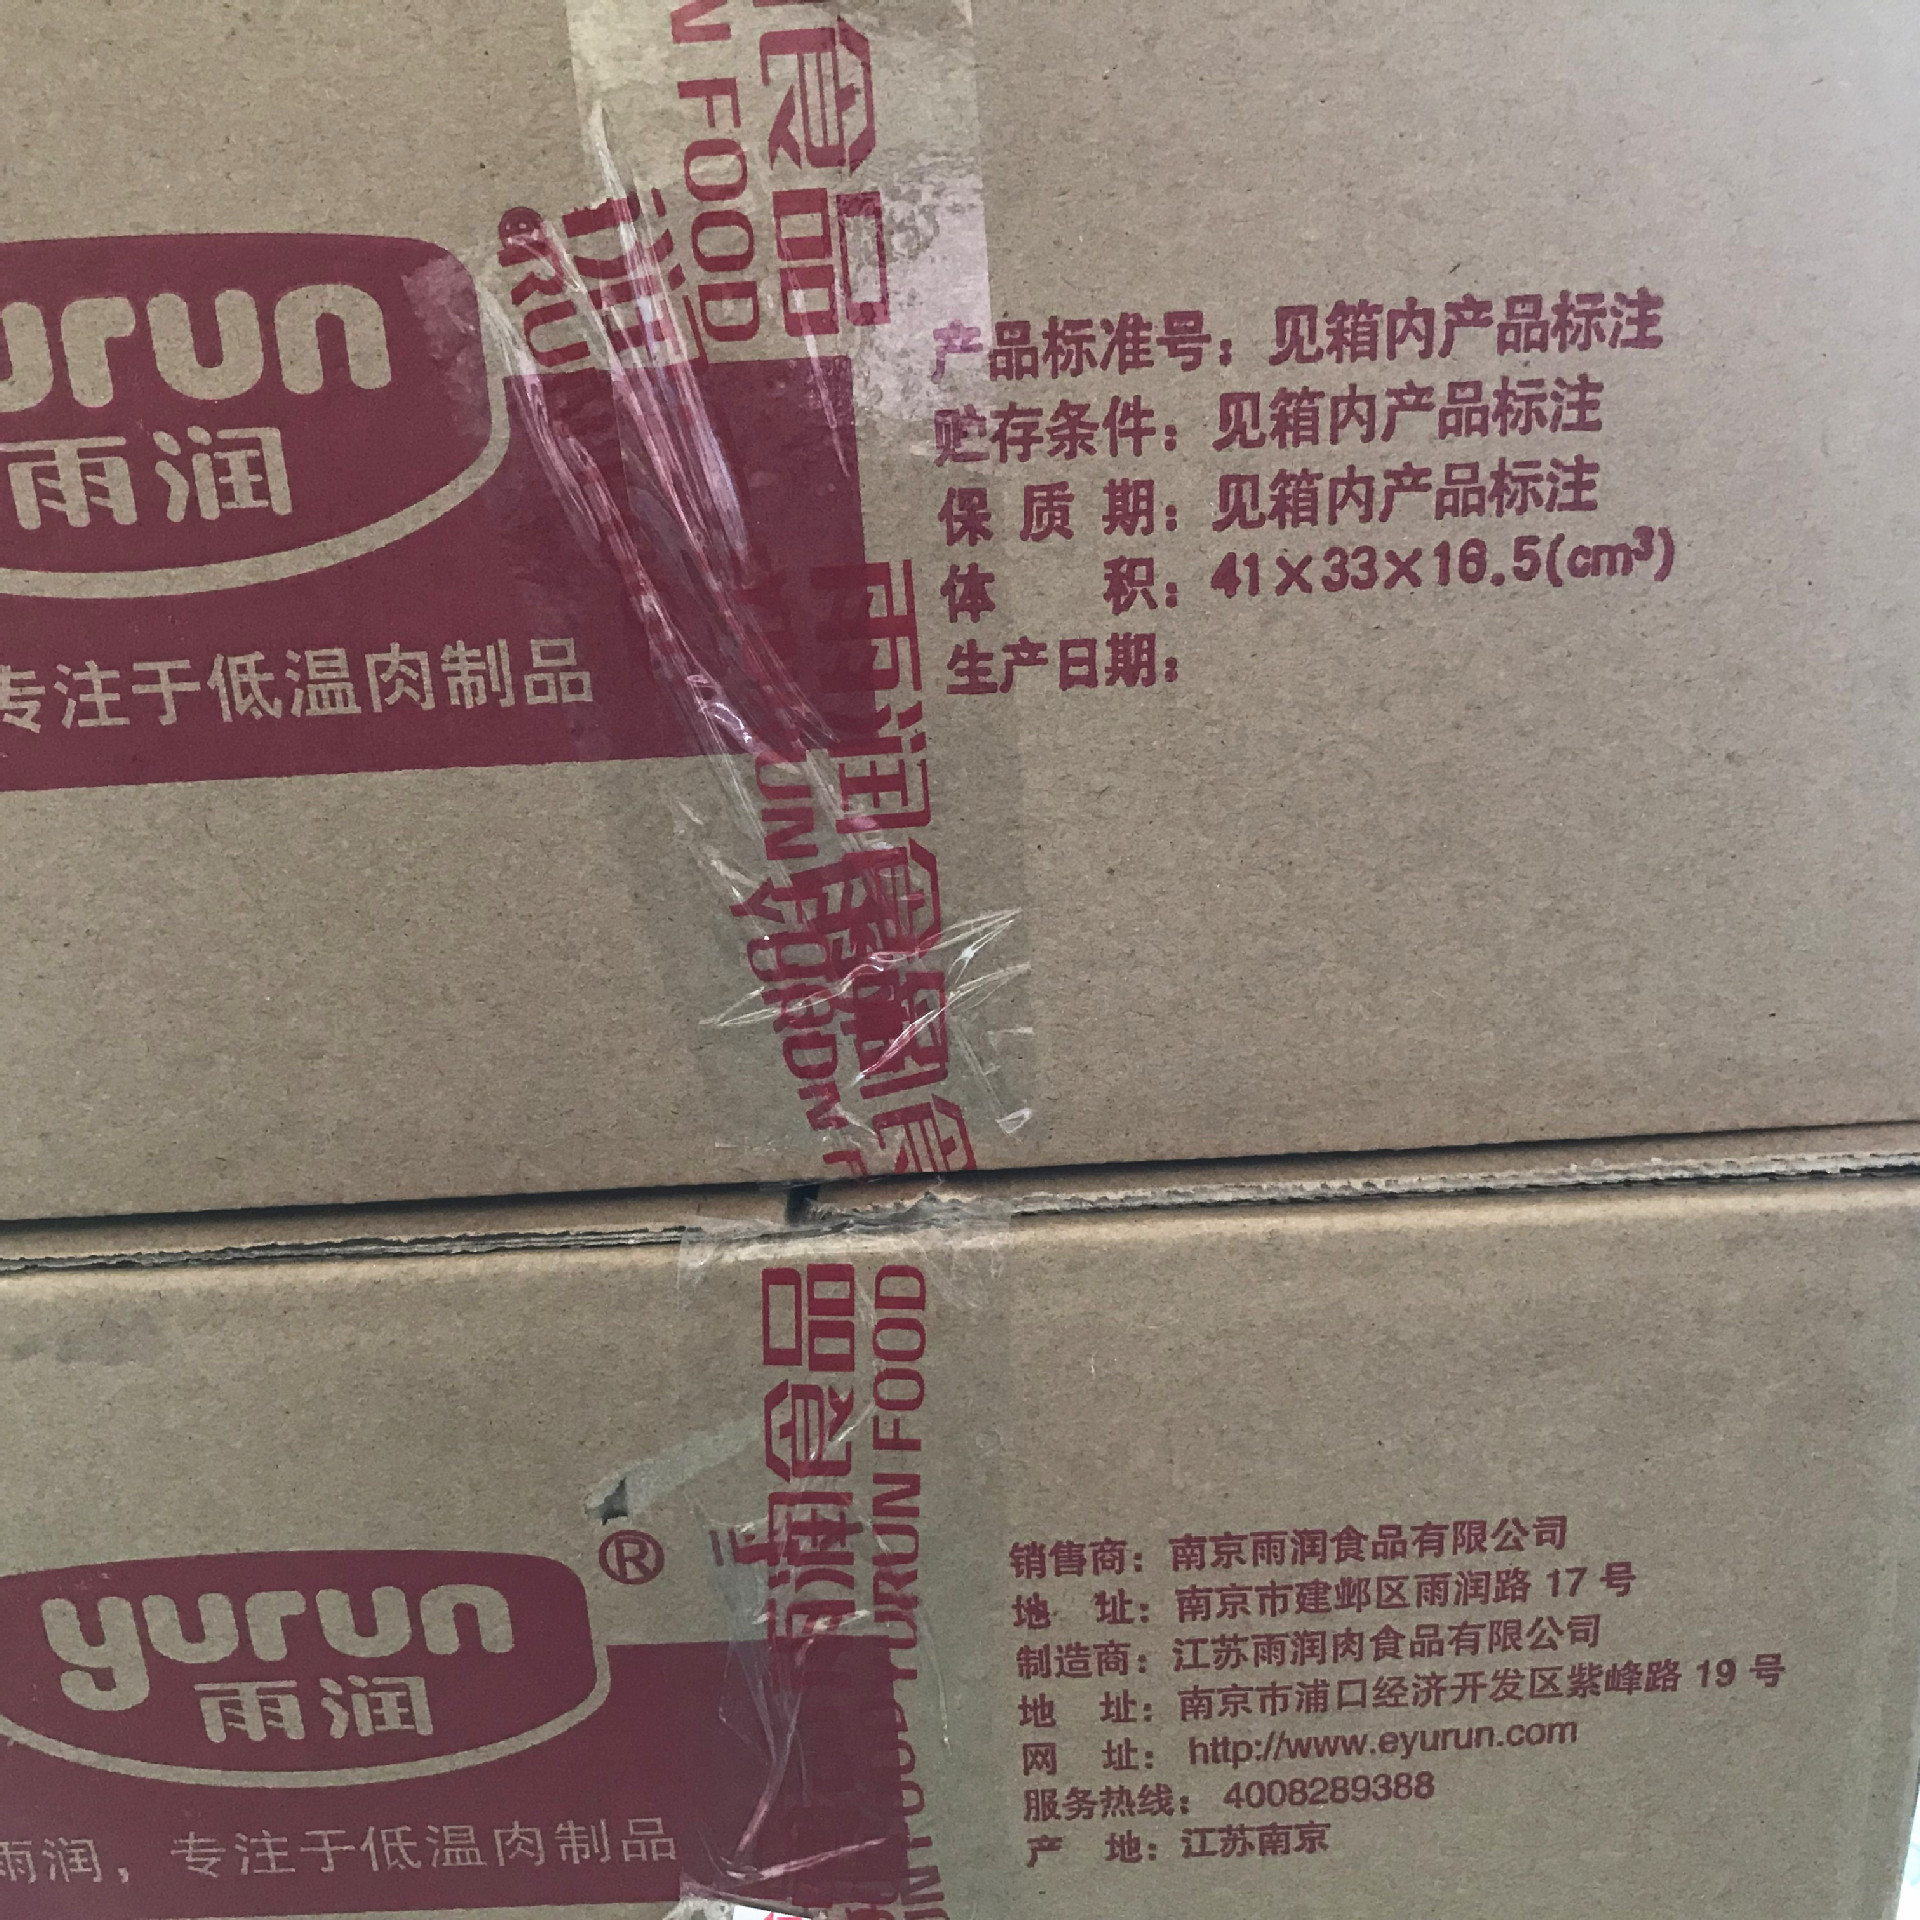 食品
N FOOD
yurun
雨润
专注于低温肉制品
产品标准号：见箱内产品标注
贮存条件：见箱内产品标注
保质期：见箱内产品标注
体积：41×33×16.5(cm³)
生产日期：
雨润食品
雨润食品
YURUN FOOD
yurun®
雨润
雨润，专注于低温肉制品
销售商：南京雨润食品有限公司
地址：南京市建邺区雨润路 17 号
制造商：江苏雨润肉食品有限公司
地址：南京市浦口经济开发区紫峰路 19 号
网址：http://www.eyurun.com
服务热线：4008289388
产地：江苏南京